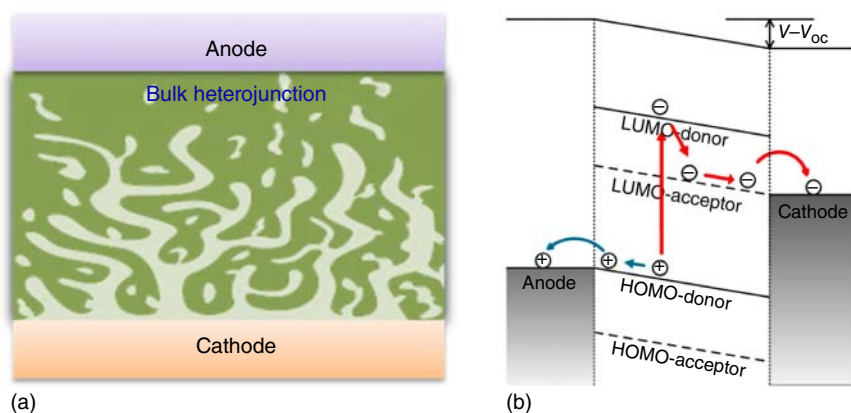 Anode
Bulk heterojunction
Cathode
(a)
V–Voc
LUMO-donor
LUMO-acceptor
Cathode
Anode
HOMO-donor
HOMO-acceptor
(b)